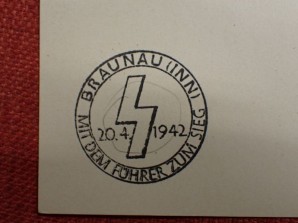 BRAUNAU (INN)
20.4. 1942
MIT DEM FÜHRER ZUM SIEG